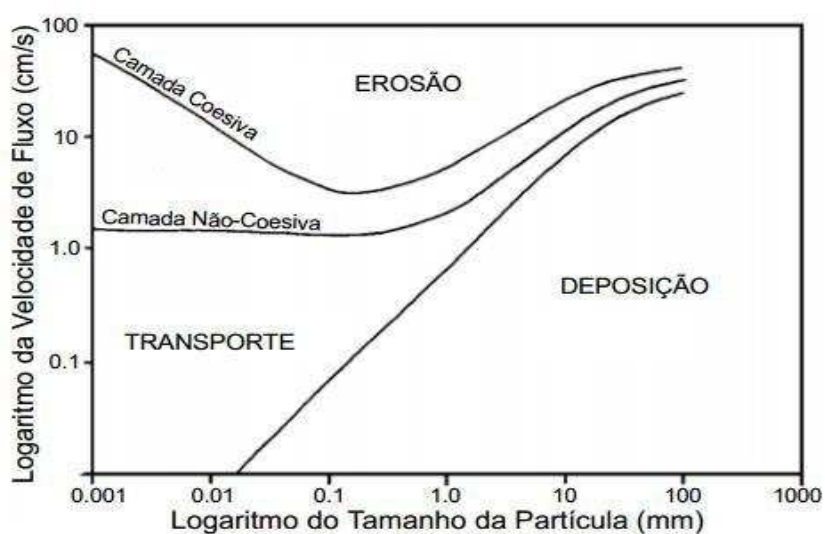 Logaritmo da Velocidade de Fluxo (cm/s)
100
10
1.0
0.1
Camada Coesiva
EROSÃO
Camada Não-Coesiva
DEPOSIÇÃO
TRANSPORTE
0.001 0.01 0.1 1.0 10 100 1000
Logaritmo do Tamanho da Partícula (mm)